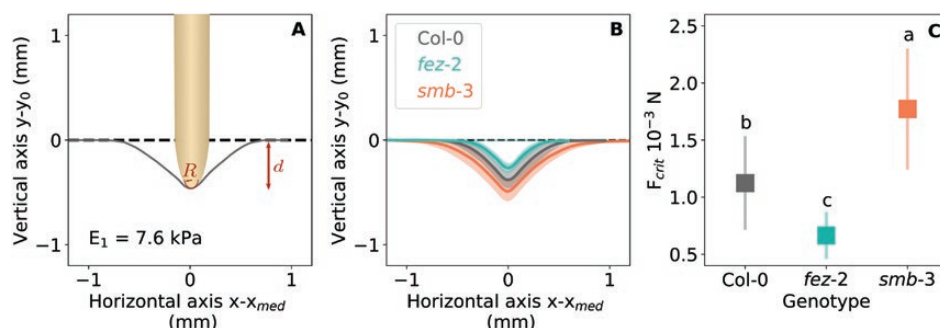 Vertical axis y-y₀ (mm)
1
0
−1
A
R
d
E₁ = 7.6 kPa
−1
0
1
Horizontal axis x-xₘₑd
(mm)
Vertical axis y-y₀ (mm)
1
0
−1
B
Col-0
fez-2
smb-3
−1
0
1
Horizontal axis x-xₘₑd
(mm)
F_crit 10⁻³ N
2.5
2.0
1.5
1.0
0.5
C
b
c
a
Col-0
fez-2
smb-3
Genotype